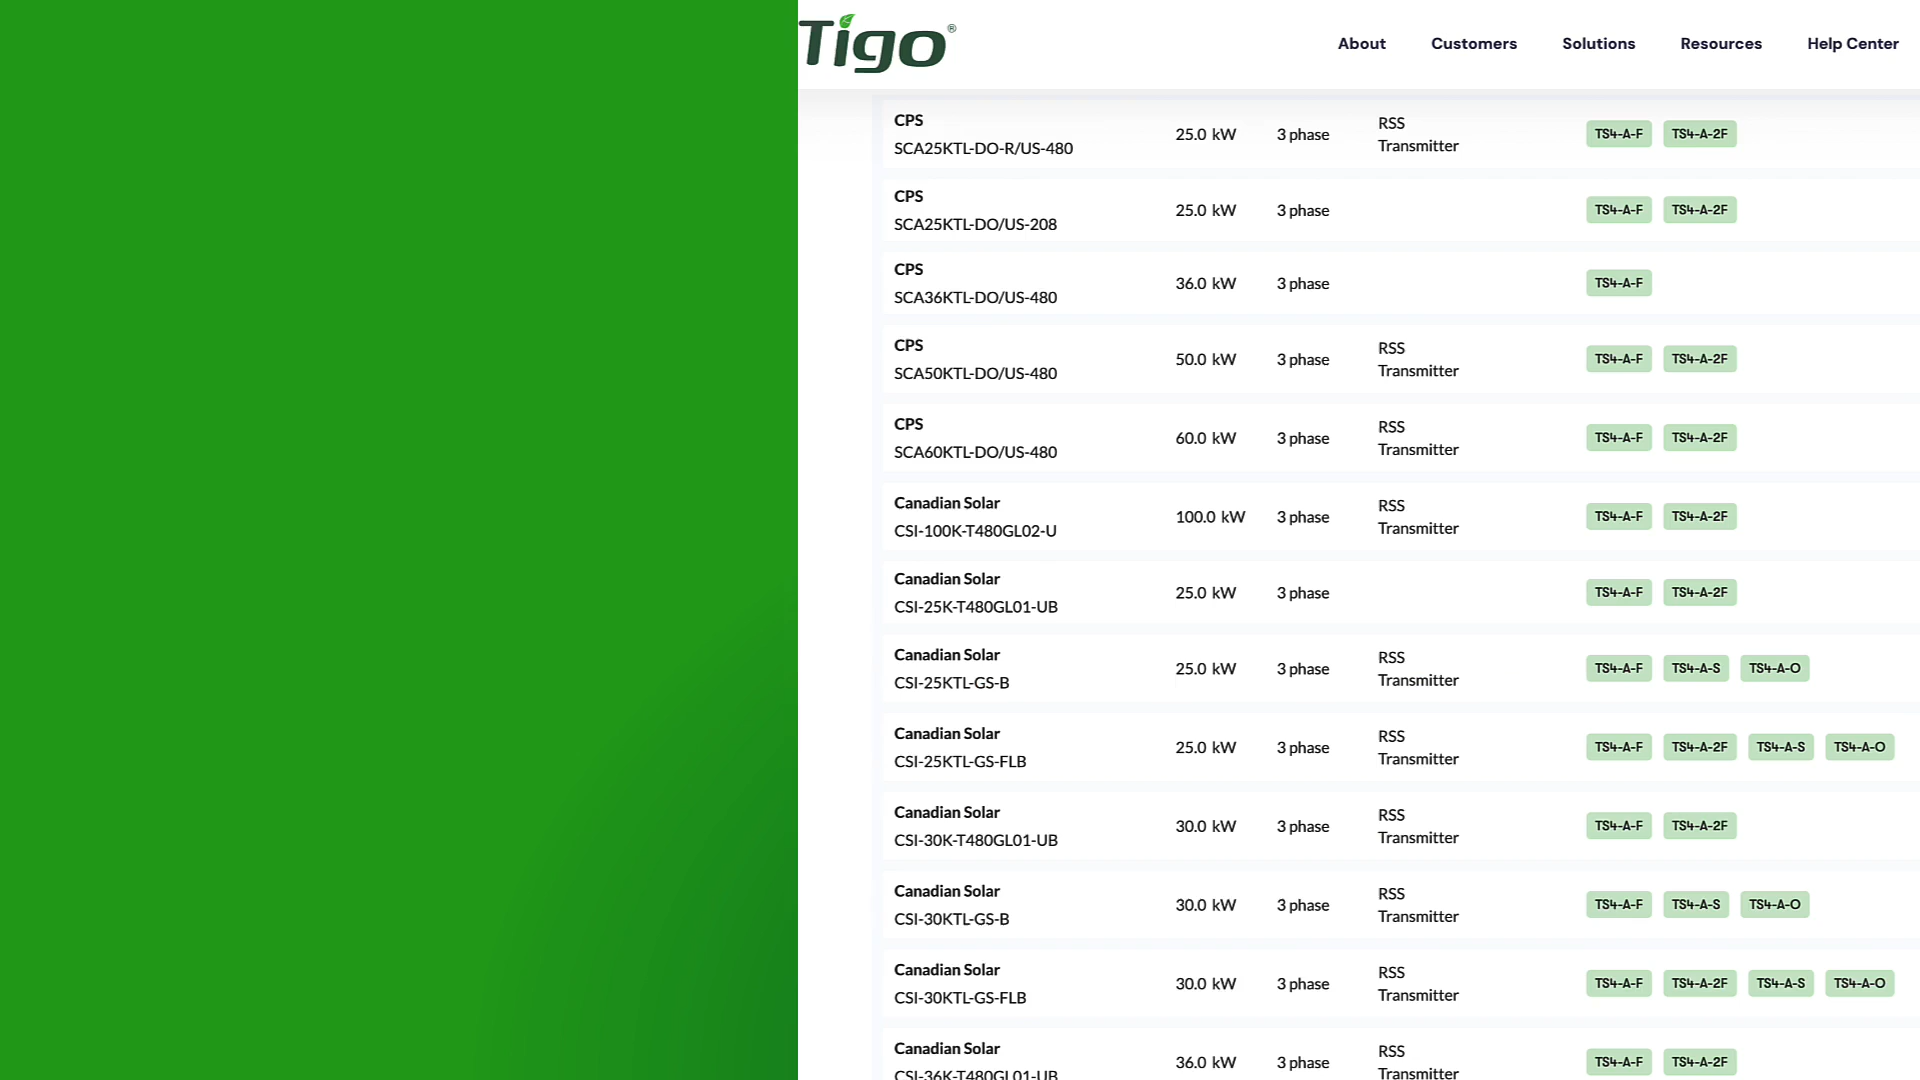 Tigo®
About Customers Solutions Resources Help Center
CPS
SCA25KTL-DO-R/US-480
25.0 kW
3 phase
RSS
Transmitter
TS4-A-F TS4-A-2F
CPS
SCA25KTL-DO/US-208
25.0 kW
3 phase
TS4-A-F TS4-A-2F
CPS
SCA36KTL-DO/US-480
36.0 kW
3 phase
TS4-A-F
CPS
SCA50KTL-DO/US-480
50.0 kW
3 phase
RSS
Transmitter
TS4-A-F TS4-A-2F
CPS
SCA60KTL-DO/US-480
60.0 kW
3 phase
RSS
Transmitter
TS4-A-F TS4-A-2F
Canadian Solar
CSI-100K-T480GL02-U
100.0 kW
3 phase
RSS
Transmitter
TS4-A-F TS4-A-2F
Canadian Solar
CSI-25K-T480GL01-UB
25.0 kW
3 phase
TS4-A-F TS4-A-2F
Canadian Solar
CSI-25KTL-GS-B
25.0 kW
3 phase
RSS
Transmitter
TS4-A-F TS4-A-S TS4-A-O
Canadian Solar
CSI-25KTL-GS-FLB
25.0 kW
3 phase
RSS
Transmitter
TS4-A-F TS4-A-2F TS4-A-S TS4-A-O
Canadian Solar
CSI-30K-T480GL01-UB
30.0 kW
3 phase
RSS
Transmitter
TS4-A-F TS4-A-2F
Canadian Solar
CSI-30KTL-GS-B
30.0 kW
3 phase
RSS
Transmitter
TS4-A-F TS4-A-S TS4-A-O
Canadian Solar
CSI-30KTL-GS-FLB
30.0 kW
3 phase
RSS
Transmitter
TS4-A-F TS4-A-2F TS4-A-S TS4-A-O
Canadian Solar
CSI-36K-T480GL01-UB
36.0 kW
3 phase
RSS
Transmitter
TS4-A-F TS4-A-2F